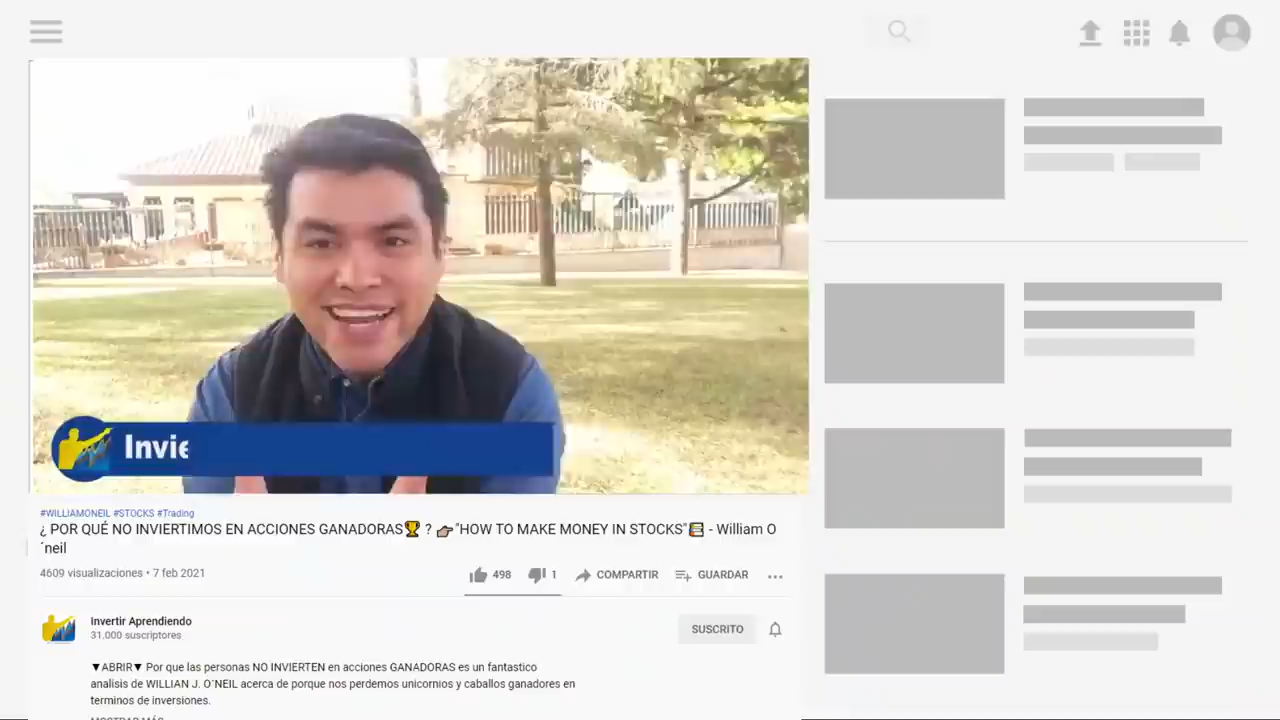 Invie
#WILLIAMONEIL #STOCKS #Trading
¿ POR QUÉ NO INVERTIMOS EN ACCIONES GANADORAS🏆 ? 👉🏽"HOW TO MAKE MONEY IN STOCKS"📚 - William O
´neil
4609 visualizaciones • 7 feb 2021
498 1 COMPARTIR GUARDAR
Invertir Aprendiendo
31.000 suscriptores
SUSCRITO
▼ABRIR▼ Por que las personas NO INVIERTEN en acciones GANADORAS es un fantastico
analisis de WILLIAN J. O´NEIL acerca de porque nos perdemos unicornios y caballos ganadores en
terminos de inversiones.
MOSTRAR MÁS